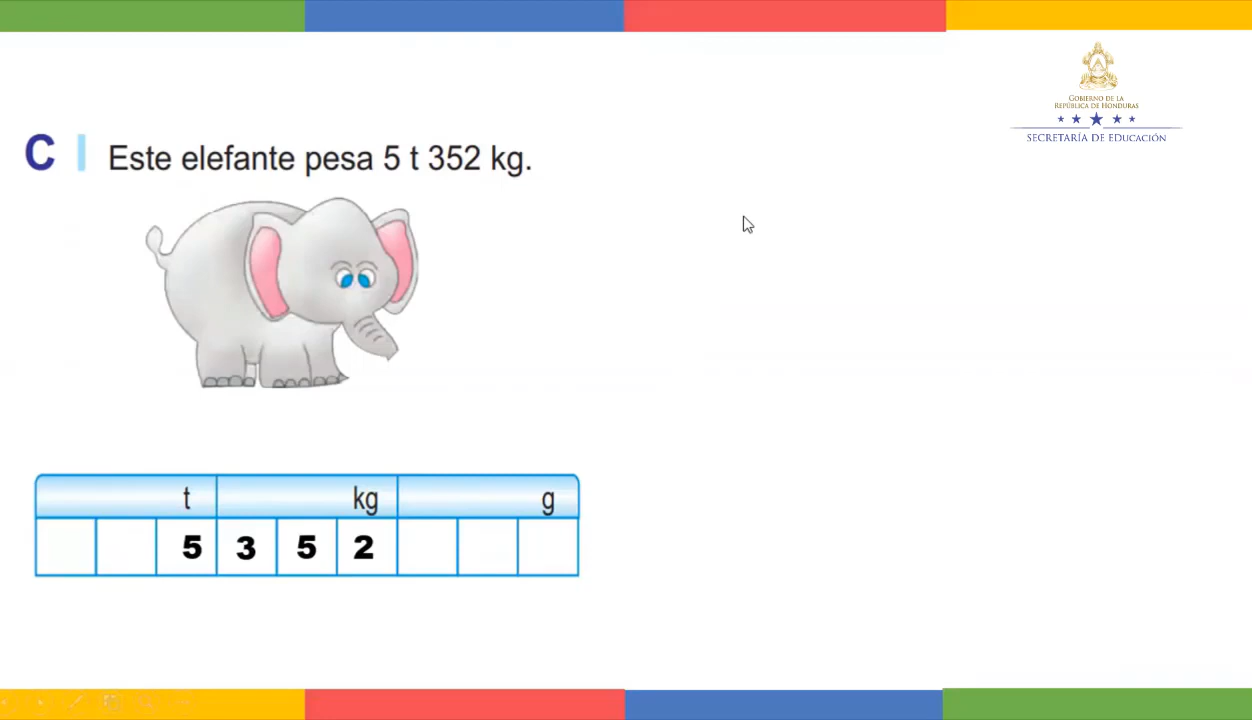 GOBIERNO DE LA
REPÚBLICA DE HONDURAS
SECRETARÍA DE EDUCACIÓN
C | Este elefante pesa 5 t 352 kg.
t kg g
5 3 5 2